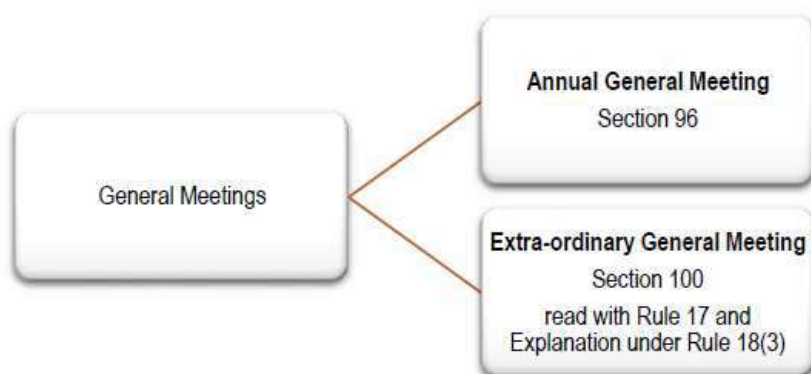 General Meetings
Annual General Meeting
Section 96
Extra-ordinary General Meeting
Section 100
read with Rule 17 and
Explanation under Rule 18(3)